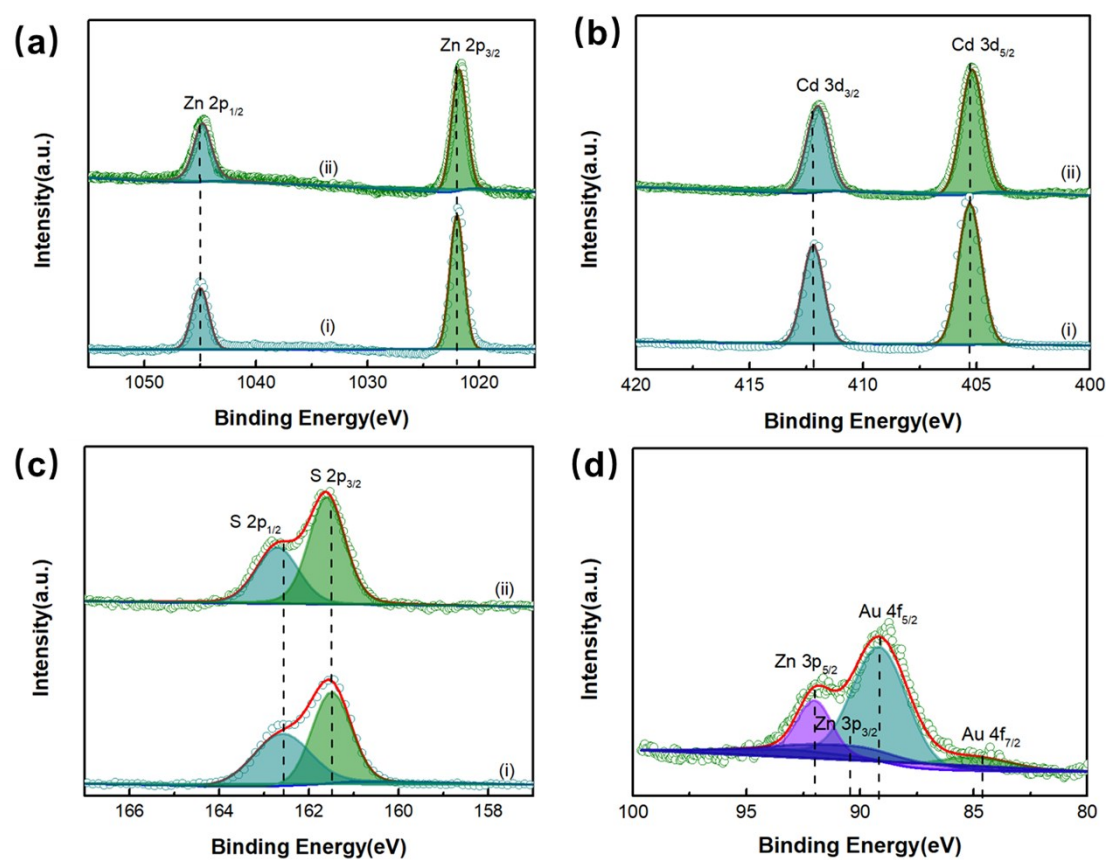 (a)
Zn 2p1/2
Zn 2p3/2
(ii)
(i)
Intensity(a.u.)
1050
1040
1030
1020
Binding Energy(eV)
(b)
Cd 3d3/2
Cd 3d5/2
(ii)
(i)
Intensity(a.u.)
420
415
410
405
400
Binding Energy(eV)
(c)
S 2p1/2
S 2p3/2
(ii)
(i)
Intensity(a.u.)
166
164
162
160
158
Binding Energy(eV)
(d)
Zn 3p5/2
Zn 3p3/2
Au 4f5/2
Au 4f7/2
Intensity(a.u.)
100
95
90
85
80
Binding Energy(eV)